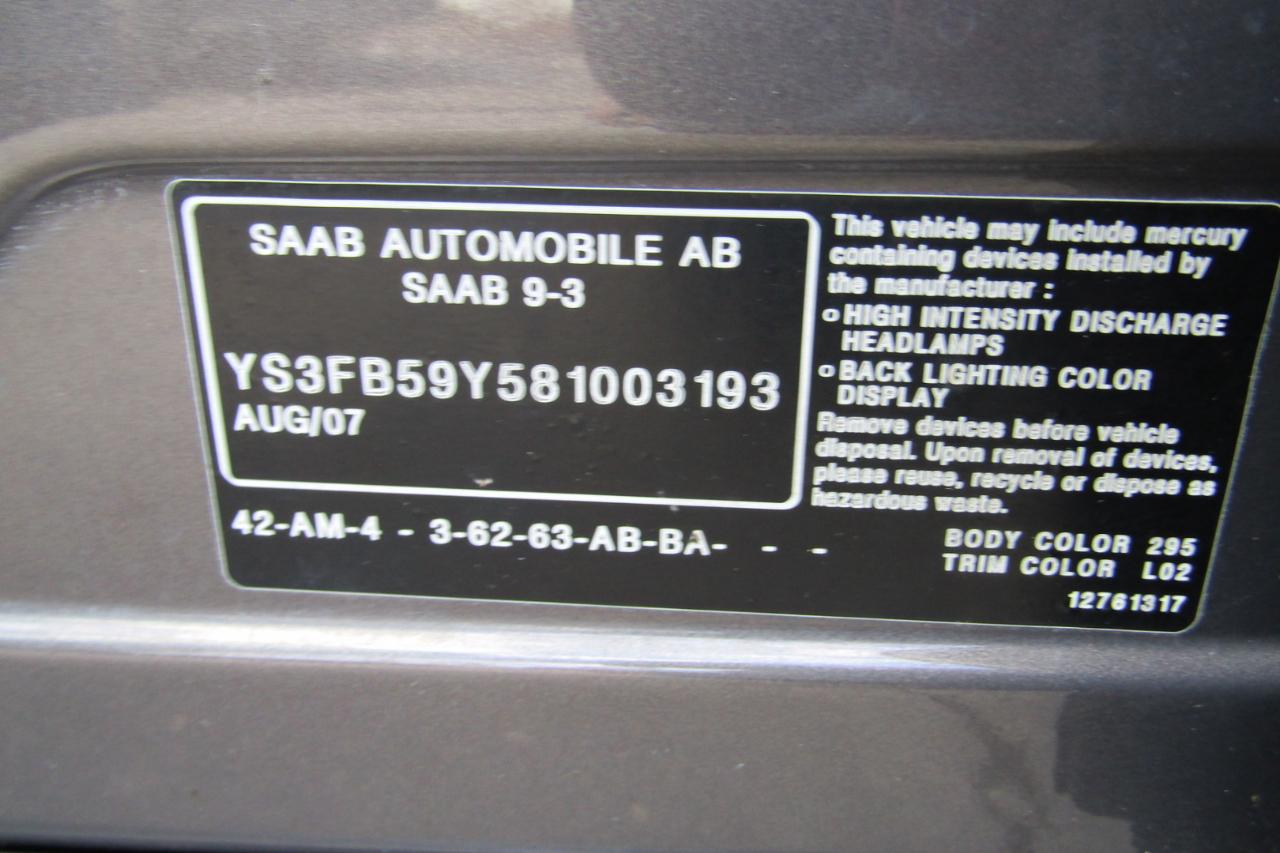 SAAB AUTOMOBILE AB
SAAB 9-3
YS3FB59Y581003193
AUG/07
This vehicle may include mercury
containing devices installed by
the manufacturer :
o HIGH INTENSITY DISCHARGE
HEADLAMPS
o BACK LIGHTING COLOR
DISPLAY
Remove devices before vehicle
disposal. Upon removal of devices,
please reuse, recycle or dispose as
hazardous waste.
42-AM-4 - 3-62-63-AB-BA- - -
BODY COLOR 295
TRIM COLOR L02
12761317